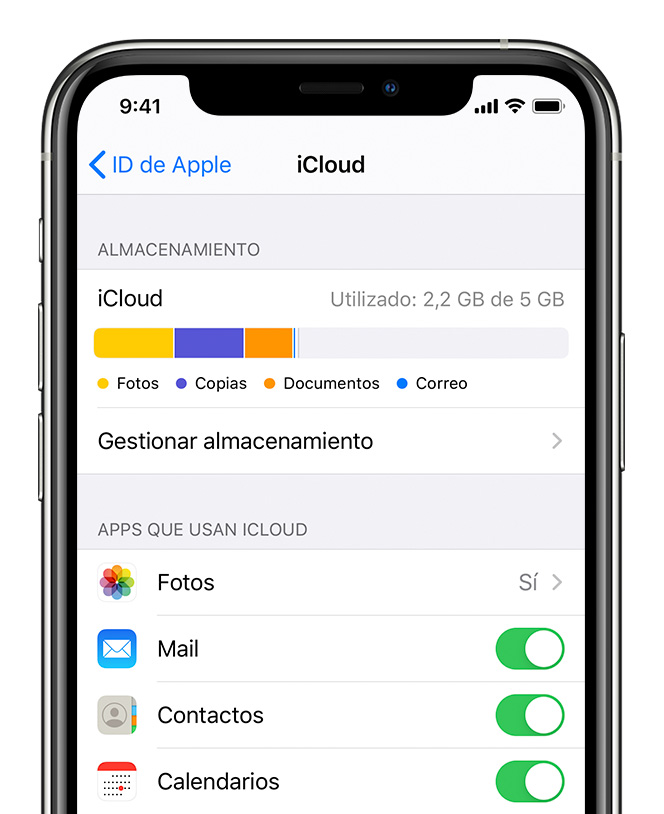 9:41
ID de Apple iCloud
ALMACENAMIENTO
iCloud Utilizado: 2,2 GB de 5 GB
Fotos Copias Documentos Correo
Gestionar almacenamiento
APPS QUE USAN ICLOUD
Fotos Sí
Mail
Contactos
Calendarios